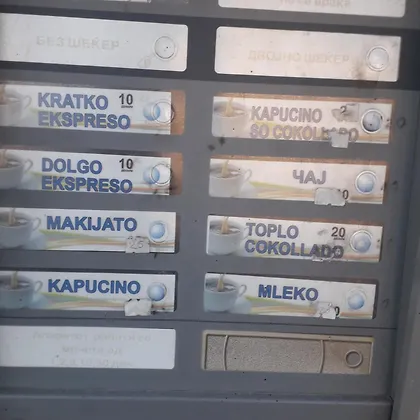 БЕЗ ШЕЌЕР
ДВОЈНО ШЕЌЕР
KRATKO 10
EKSPRESO
KAPUCINO
SO COKOLLADO
DOLGO 10
EKSPRESO
ЧАЈ
MAKIJATO
TOPLO 20
COKOLLADO
KAPUCINO
MLEKO